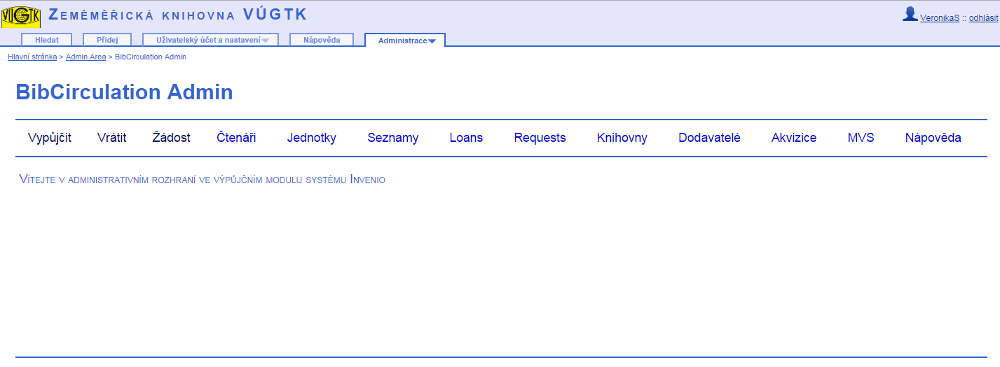 VÚGTK Zeměměřická knihovna VÚGTK
VeronikaS :: odhlásit
Hledat Přidej Uživatelský účet a nastavení Nápověda Administrace
Hlavní stránka > Admin Area > BibCirculation Admin
BibCirculation Admin
Vypůjčit Vrátit Žádost Čtenáři Jednotky Seznamy Loans Requests Knihovny Dodavatelé Akvizice MVS Nápověda
Vítejte v administrativním rozhraní ve výpůjčním modulu systému Invenio